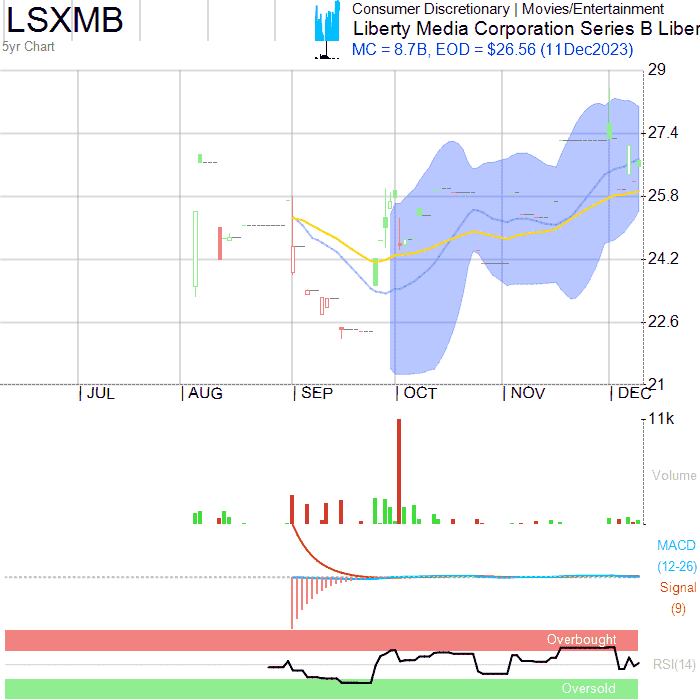 LSXMB
5yr Chart
Consumer Discretionary | Movies/Entertainment
Liberty Media Corporation Series B Liber
MC = 8.7B, EOD = $26.56 (11Dec2023)
29
27.4
25.8
24.2
22.6
21
JUL AUG SEP OCT NOV DEC
11k
Volume
MACD
(12-26)
Signal
(9)
Overbought
RSI(14)
Oversold